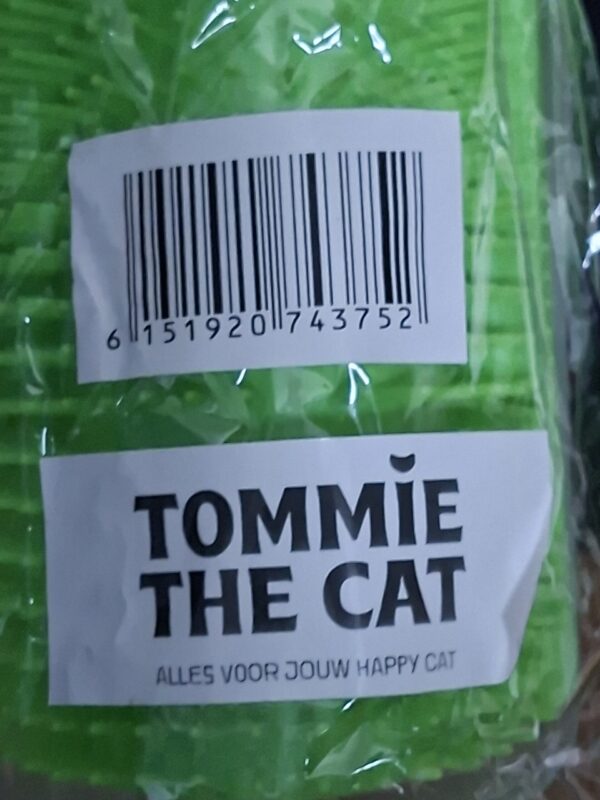 6 151920 743752
TOMMIE
THE CAT
ALLES VOOR JOUW HAPPY CAT